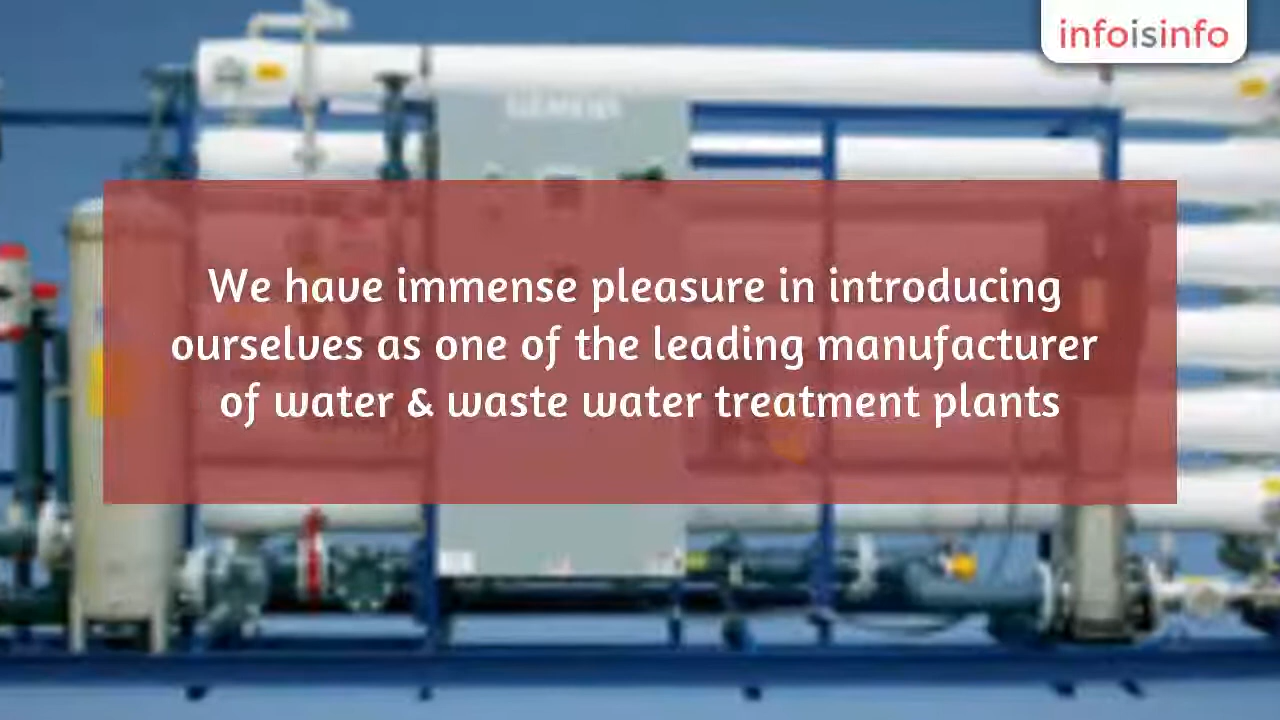 infoisinfo
We have immense pleasure in introducing
ourselves as one of the leading manufacturer
of water & waste water treatment plants